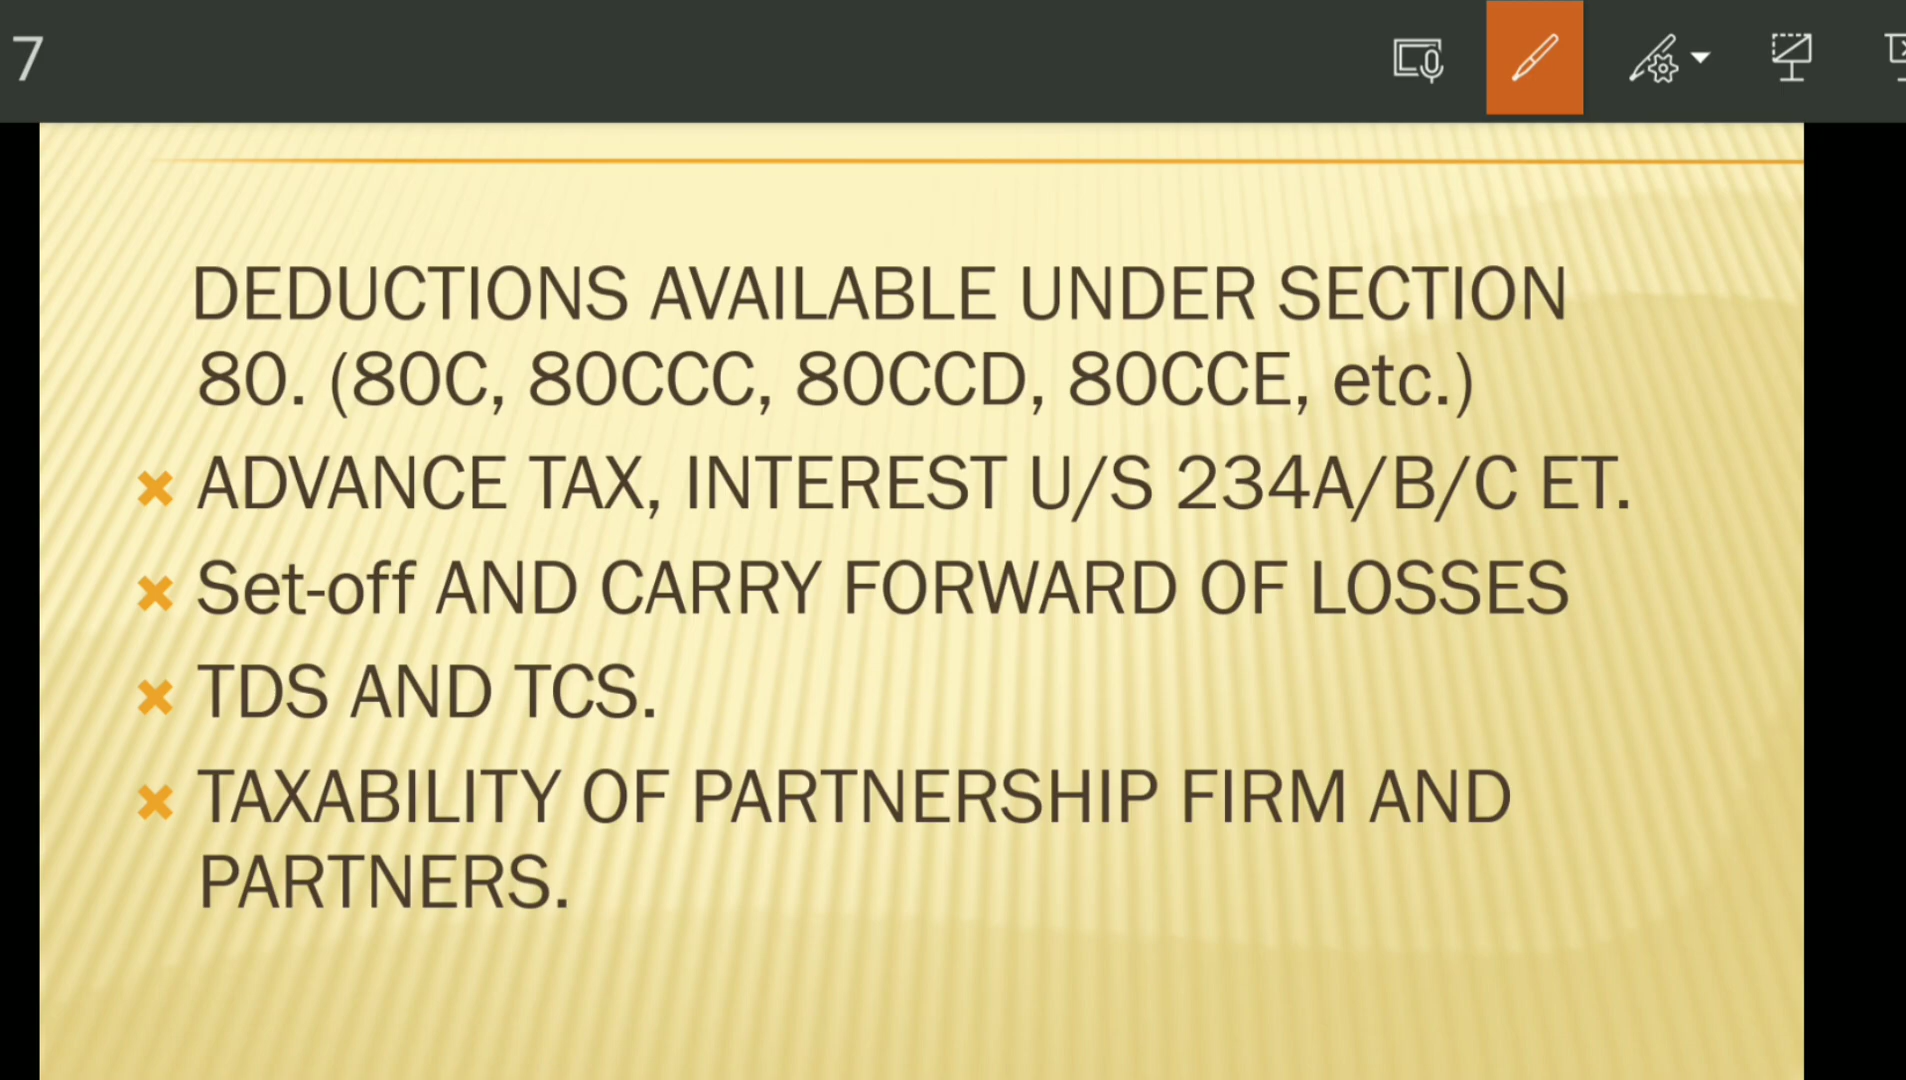 7
DEDUCTIONS AVAILABLE UNDER SECTION
80. (80C, 80CCC, 80CCD, 80CCE, etc.)
ADVANCE TAX, INTEREST U/S 234A/B/C ET.
Set-off AND CARRY FORWARD OF LOSSES
TDS AND TCS.
TAXABILITY OF PARTNERSHIP FIRM AND
PARTNERS.